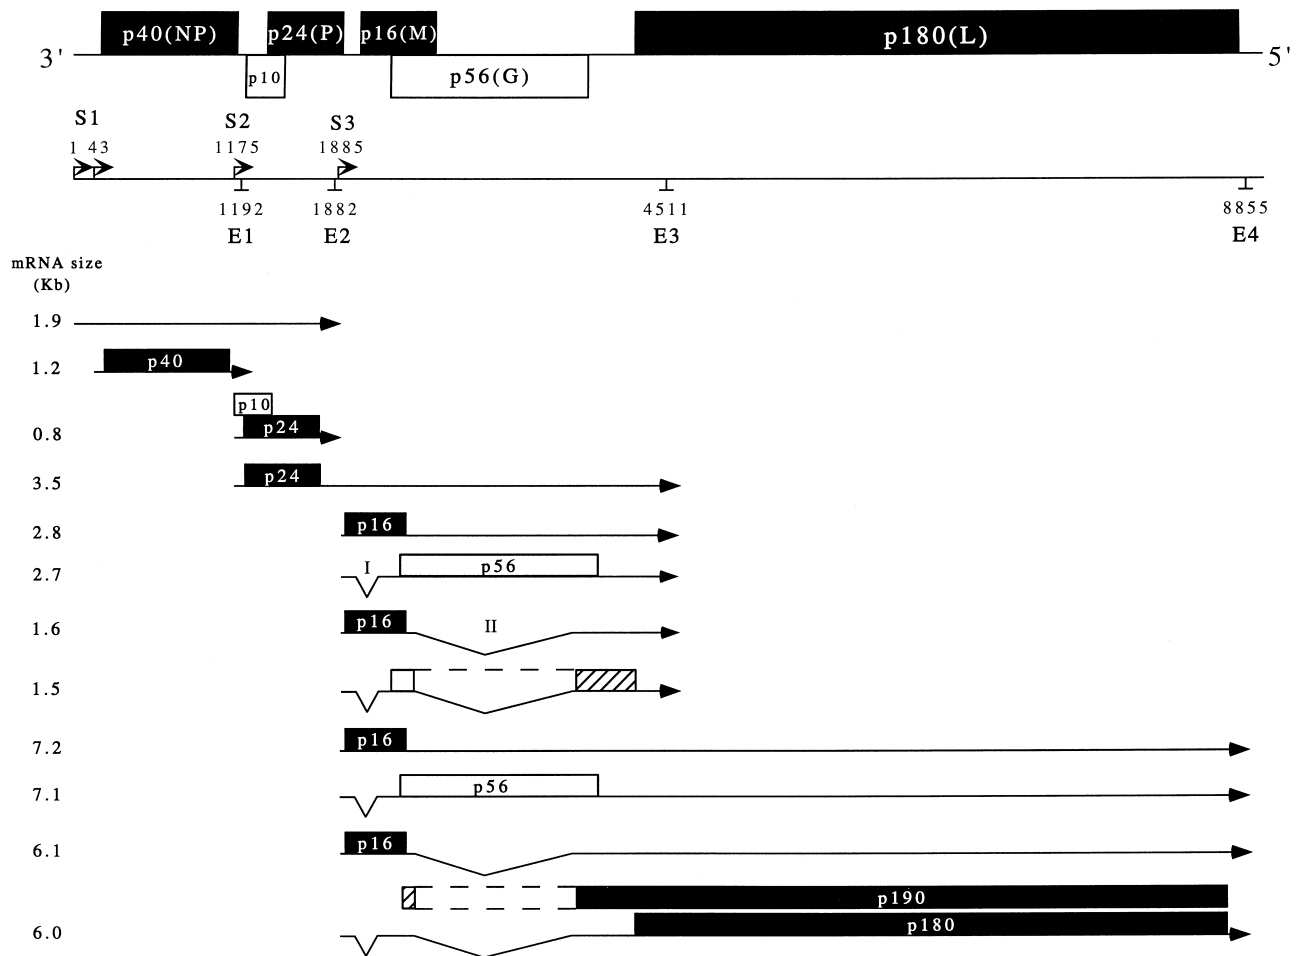 p40(NP) p24(P) p16(M) p180(L)
3' 5'
p10 p56(G)
S1 S2 S3
1 43 1175 1885
1192 1882 4511 8855
E1 E2 E3 E4
mRNA size
(Kb)
1.9
1.2 p40
p10
0.8 p24
3.5 p24
2.8 p16
2.7 I p56
1.6 p16 II
1.5
7.2 p16
7.1 p56
6.1 p16
p190
6.0 p180